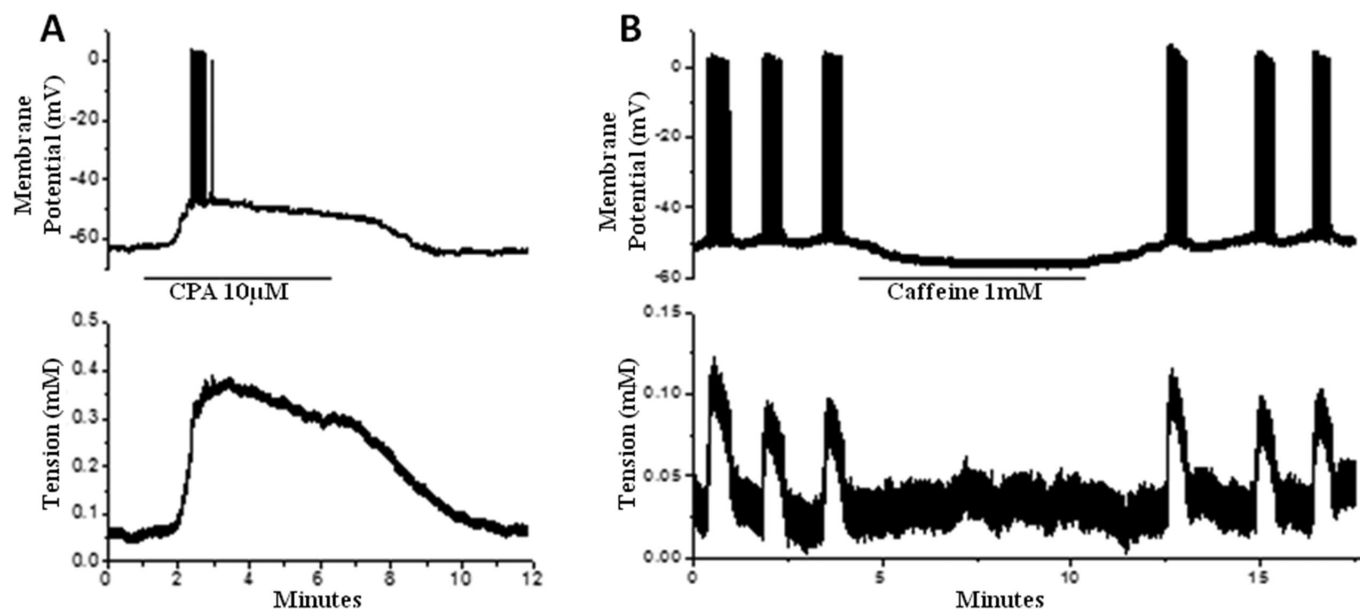 A
B
Membrane
Potential (mV)
0
-20
-40
-60
CPA 10μM
Membrane
Potential (mV)
0
-20
-40
-60
Caffeine 1mM
Tension (mM)
0.5
0.4
0.3
0.2
0.1
0.0
0 2 4 6 8 10 12
Minutes
Tension (mM)
0.15
0.10
0.05
0.00
0 5 10 15
Minutes